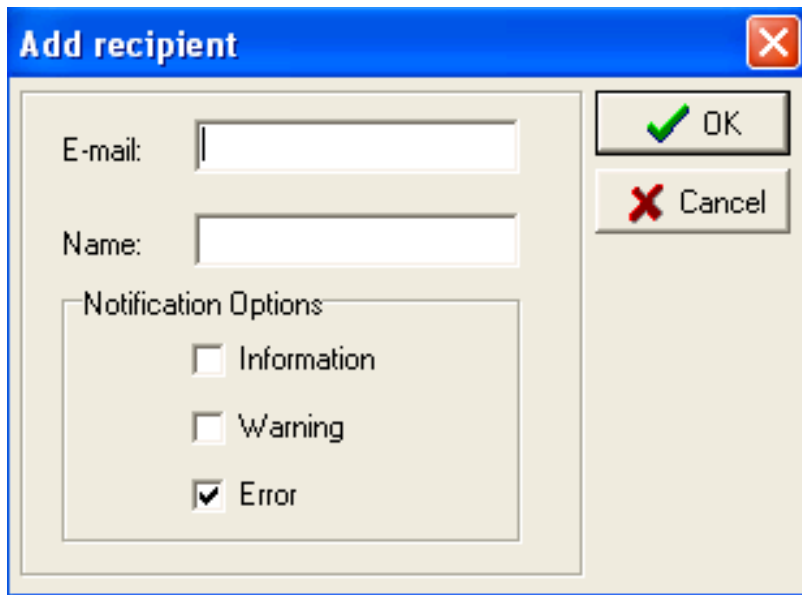 Add recipient
E-mail:
OK
Cancel
Name:
Notification Options
Information
Warning
Error